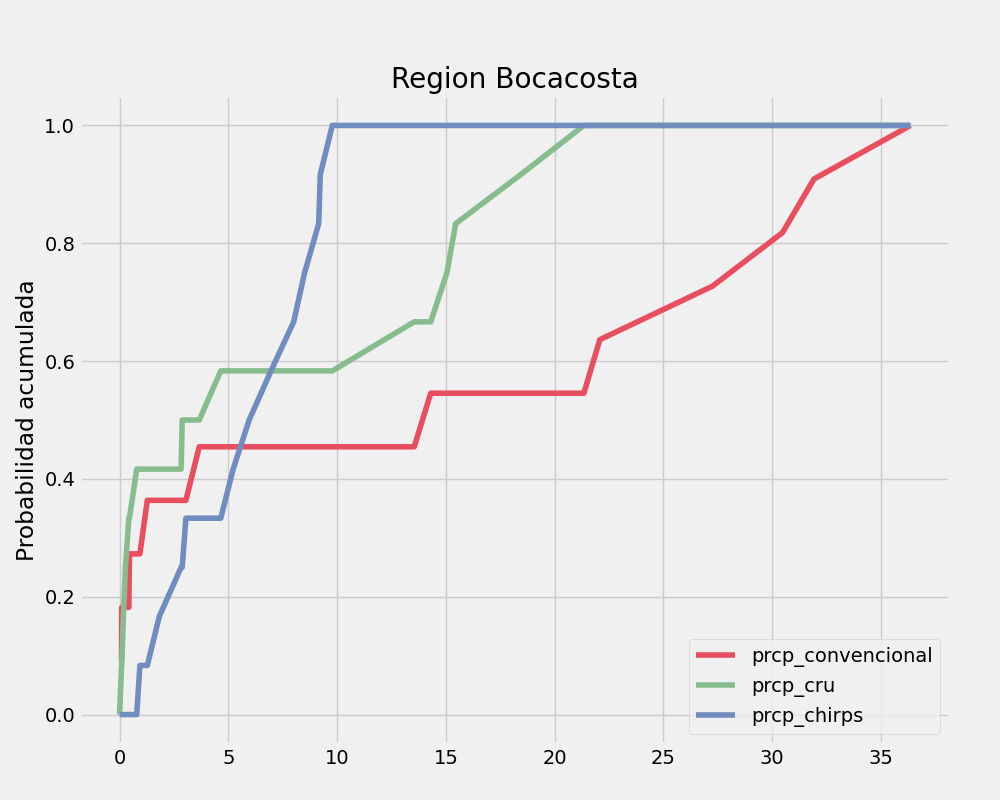 Region Bocacosta
Probabilidad acumulada
1.0
0.8
0.6
0.4
0.2
0.0
0 5 10 15 20 25 30 35
prcp_convencional
prcp_cru
prcp_chirps